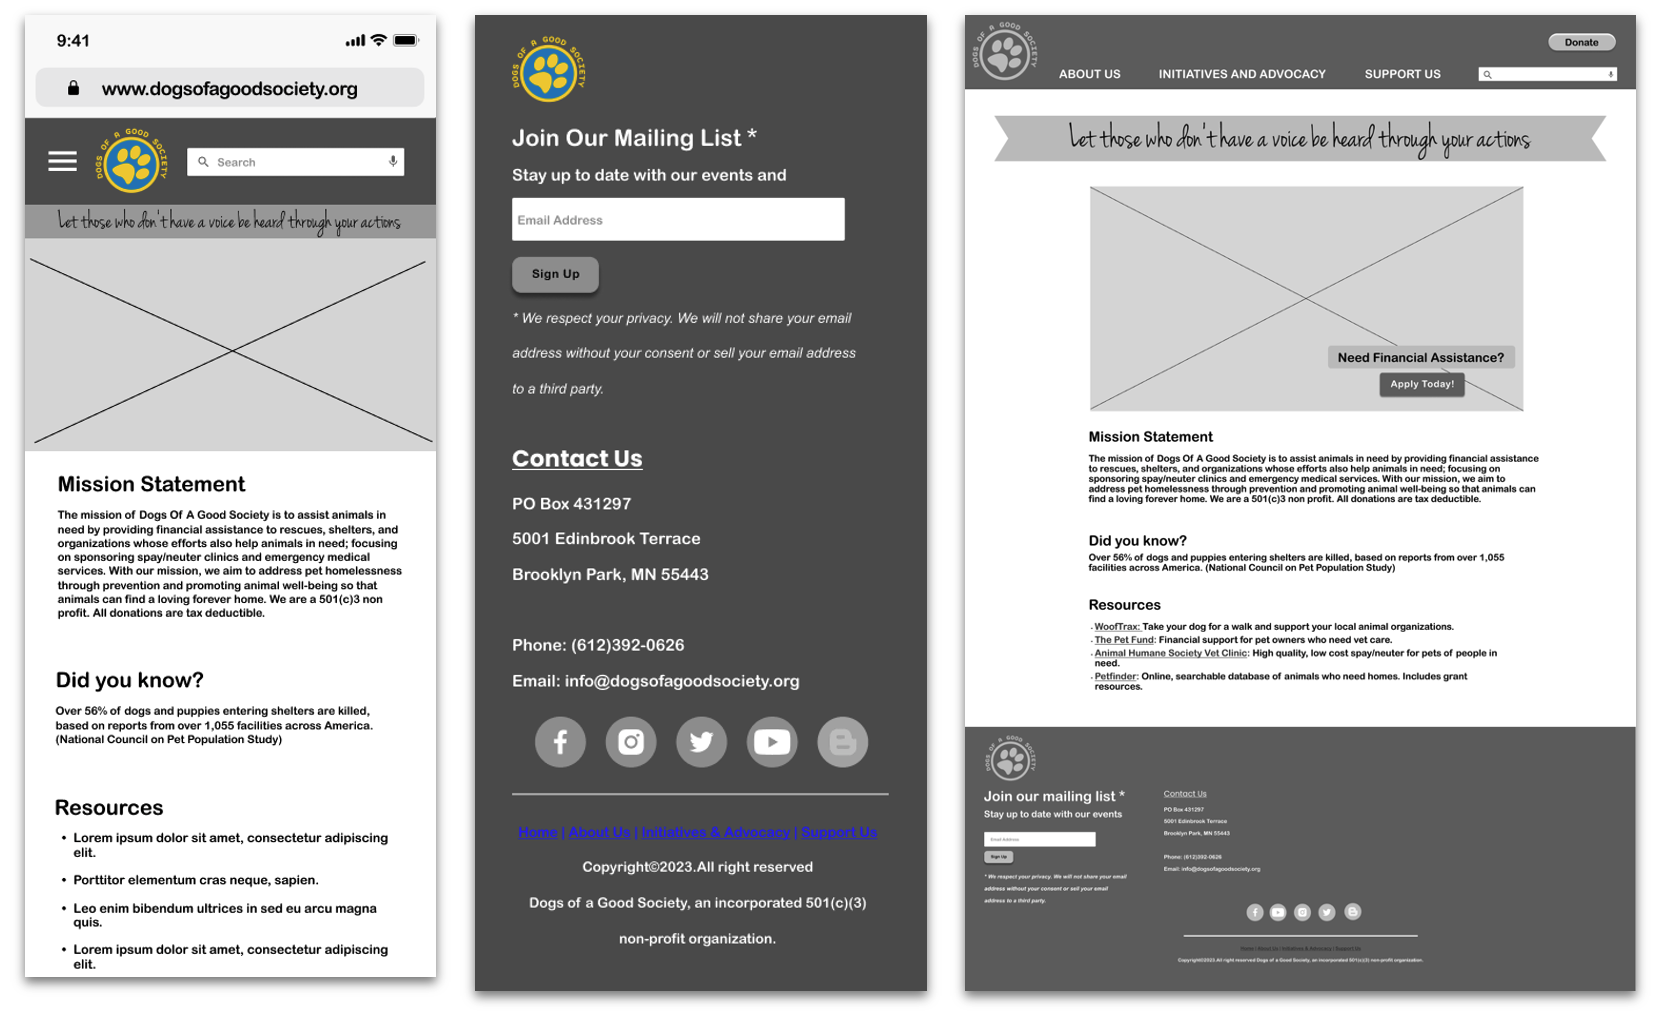 9:41
www.dogsofagoodsociety.org
DOGS OF A GOOD SOCIETY
Search
Let those who don't have a voice be heard through your actions
Mission Statement
The mission of Dogs Of A Good Society is to assist animals in
need by providing financial assistance to rescues, shelters, and
organizations whose efforts also help animals in need; focusing
on sponsoring spay/neuter clinics and emergency medical
services. With our mission, we aim to address pet homelessness
through prevention and promoting animal well-being so that
animals can find a loving forever home. We are a 501(c)3 non
profit. All donations are tax deductible.
Did you know?
Over 56% of dogs and puppies entering shelters are killed,
based on reports from over 1,055 facilities across America.
(National Council on Pet Population Study)
Resources
• Lorem ipsum dolor sit amet, consectetur adipiscing
elit.
• Porttitor elementum cras neque, sapien.
• Leo enim bibendum ultrices in sed eu arcu magna
quis.
• Lorem ipsum dolor sit amet, consectetur adipiscing
elit.
DOGS OF A GOOD SOCIETY
Join Our Mailing List *
Stay up to date with our events and
Email Address
Sign Up
* We respect your privacy. We will not share your email
address without your consent or sell your email address
to a third party.
Contact Us
PO Box 431297
5001 Edinbrook Terrace
Brooklyn Park, MN 55443
Phone: (612)392-0626
Email: info@dogsofagoodsociety.org
Home | About Us | Initiatives & Advocacy | Support Us
Copyright©2023.All right reserved
Dogs of a Good Society, an incorporated 501(c)(3)
non-profit organization.
DOGS OF A GOOD SOCIETY
Donate
ABOUT US INITIATIVES AND ADVOCACY SUPPORT US
Let those who don't have a voice be heard through your actions
Need Financial Assistance?
Apply Today!
Mission Statement
The mission of Dogs Of A Good Society is to assist animals in need by providing financial assistance
to rescues, shelters, and organizations whose efforts also help animals in need; focusing on
sponsoring spay/neuter clinics and emergency medical services. With our mission, we aim to
address pet homelessness through prevention and promoting animal well-being so that animals can
find a loving forever home. We are a 501(c)3 non profit. All donations are tax deductible.
Did you know?
Over 56% of dogs and puppies entering shelters are killed, based on reports from over 1,055
facilities across America. (National Council on Pet Population Study)
Resources
· WoofTrax: Take your dog for a walk and support your local animal organizations.
· The Pet Fund: Financial support for pet owners who need vet care.
· Animal Humane Society Vet Clinic: High quality, low cost spay/neuter for pets of people in
need.
· Petfinder: Online, searchable database of animals who need homes. Includes grant
resources.
DOGS OF A GOOD SOCIETY
Join our mailing list *
Stay up to date with our events
Email Address
Sign Up
* We respect your privacy. We will not share your email
address without your consent or sell your email
address to a third party.
Contact Us
PO Box 431297
5001 Edinbrook Terrace
Brooklyn Park, MN 55443
Phone: (612)392-0626
Email: info@dogsofagoodsociety.org
Home | About Us | Initiatives & Advocacy | Support Us
Copyright©2023.All right reserved Dogs of a Good Society, an incorporated 501(c)(3) non-profit organization.